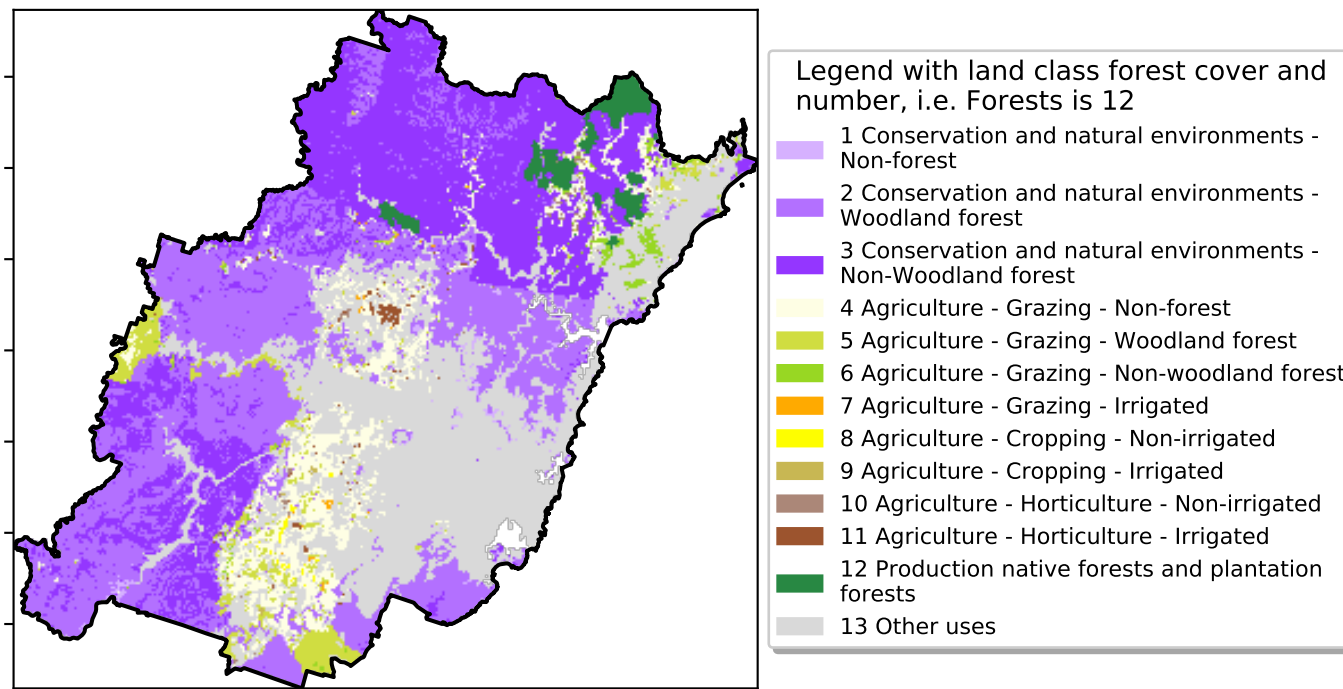 Legend with land class forest cover and
number, i.e. Forests is 12
1 Conservation and natural environments -
Non-forest
2 Conservation and natural environments -
Woodland forest
3 Conservation and natural environments -
Non-Woodland forest
4 Agriculture - Grazing - Non-forest
5 Agriculture - Grazing - Woodland forest
6 Agriculture - Grazing - Non-woodland forest
7 Agriculture - Grazing - Irrigated
8 Agriculture - Cropping - Non-irrigated
9 Agriculture - Cropping - Irrigated
10 Agriculture - Horticulture - Non-irrigated
11 Agriculture - Horticulture - Irrigated
12 Production native forests and plantation
forests
13 Other uses